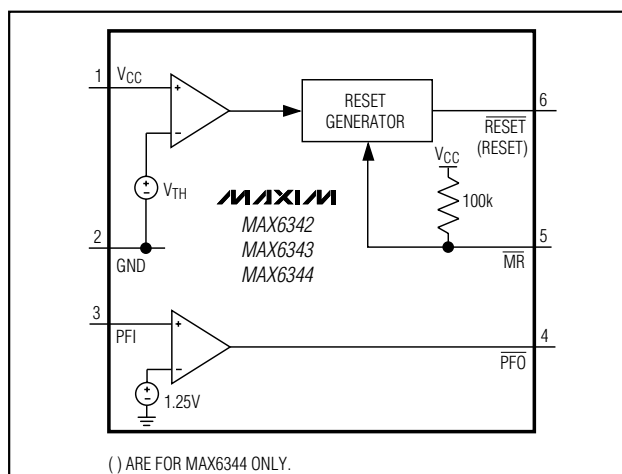 1
VCC
RESET
GENERATOR
6
RESET
(RESET)
VCC
100k
VTH
MAXIM
MAX6342
MAX6343
MAX6344
2
GND
5
MR
3
PFI
4
PFO
1.25V
( ) ARE FOR MAX6344 ONLY.